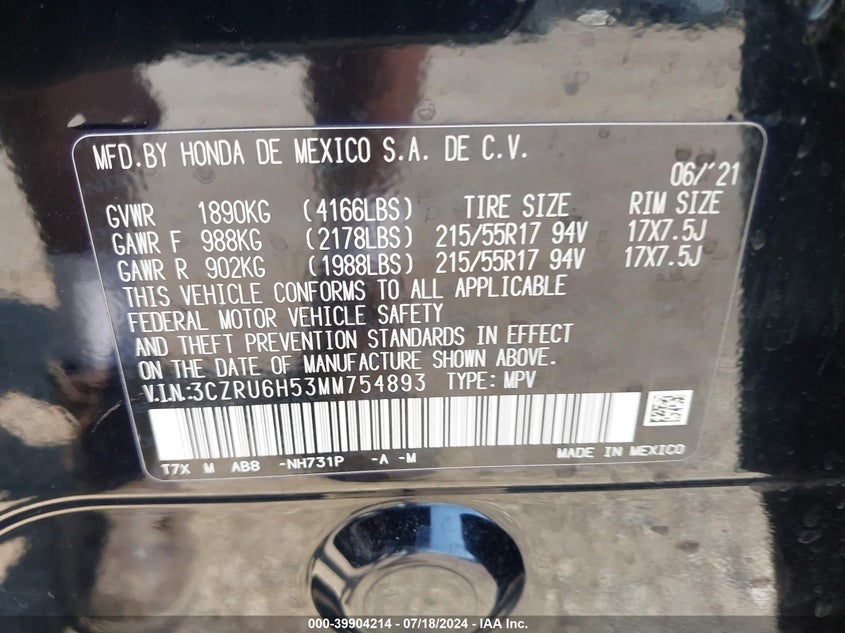 MFD.BY HONDA DE MEXICO S.A. DE C.V.
06/'21
GVWR 1890KG (4166LBS) TIRE SIZE RIM SIZE
GAWR F 988KG (2178LBS) 215/55R17 94V 17X7.5J
GAWR R 902KG (1988LBS) 215/55R17 94V 17X7.5J
THIS VEHICLE CONFORMS TO ALL APPLICABLE
FEDERAL MOTOR VEHICLE SAFETY
AND THEFT PREVENTION STANDARDS IN EFFECT
ON THE DATE OF MANUFACTURE SHOWN ABOVE.
V.I.N.:3CZRU6H53MM754893 TYPE: MPV
T7X M AB8 -NH731P -A -M MADE IN MEXICO
000-39904214 - 07/18/2024 - IAA Inc.